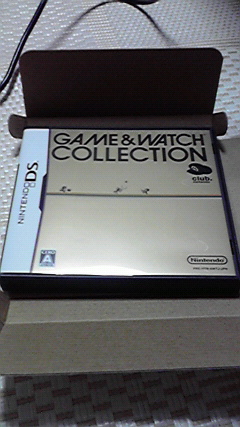 GAME & WATCH
COLLECTION
club
NINTENDO DS
A
Nintendo